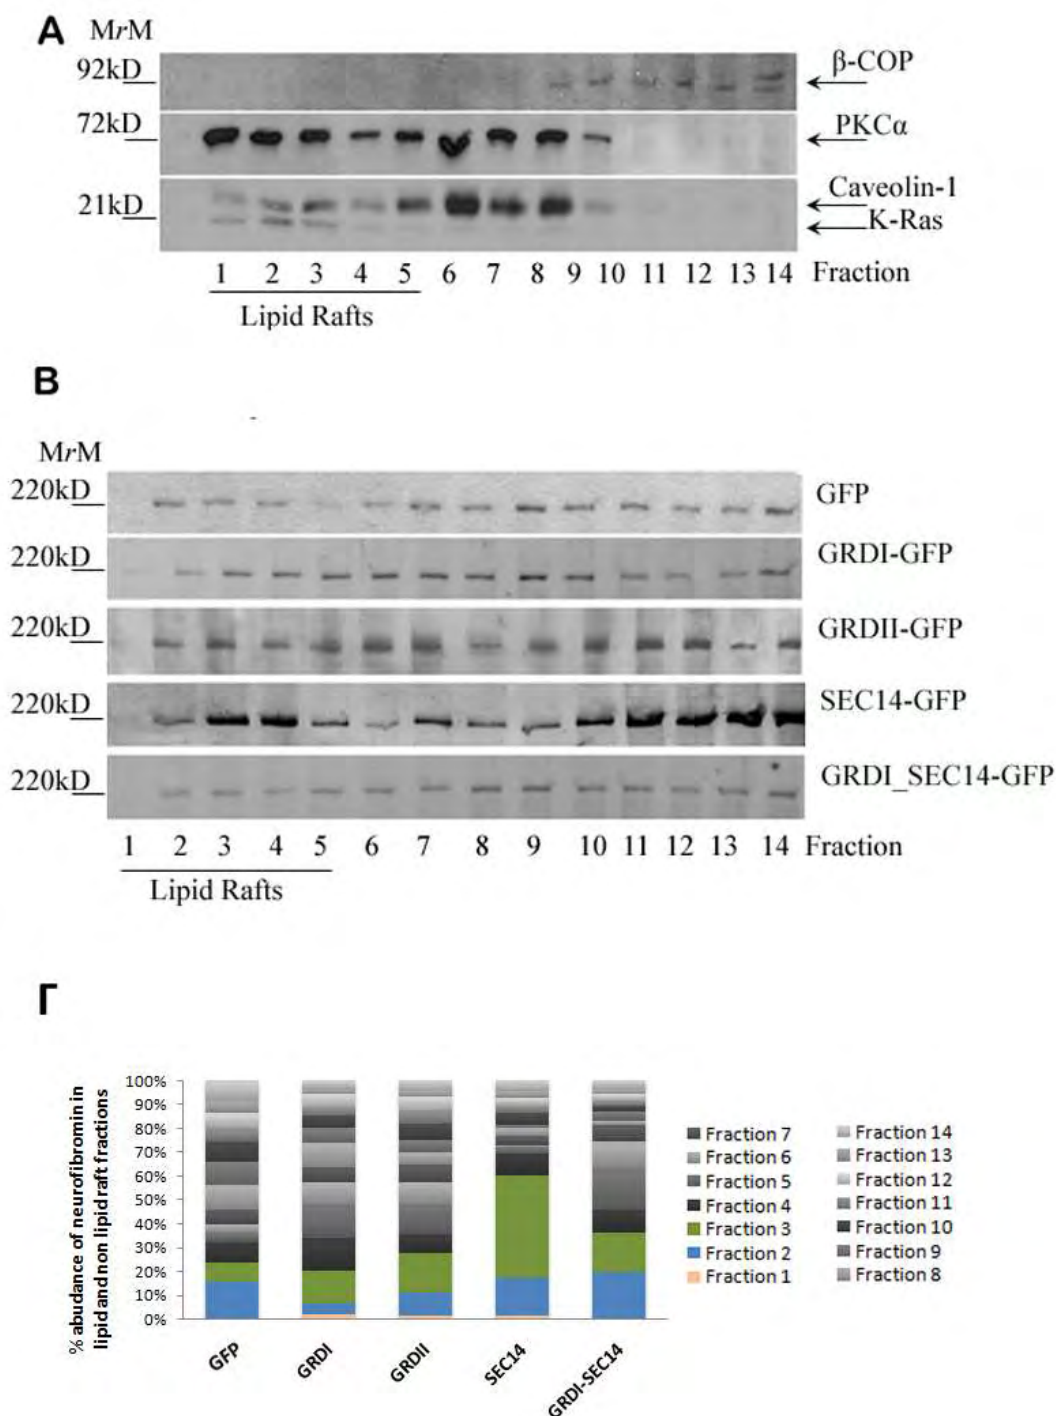 A
MrM
92kD
β-COP
72kD
PKCα
21kD
Caveolin-1
K-Ras
1 2 3 4 5 6 7 8 9 10 11 12 13 14 Fraction
Lipid Rafts
B
MrM
220kD
GFP
220kD
GRDI-GFP
220kD
GRDII-GFP
220kD
SEC14-GFP
220kD
GRDI_SEC14-GFP
1 2 3 4 5 6 7 8 9 10 11 12 13 14 Fraction
Lipid Rafts
Γ
% abudance of neurofibromin in
lipid and non lipid raft fractions
100%
90%
80%
70%
60%
50%
40%
30%
20%
10%
0%
GFP
GRDI
GRDII
SEC14
GRDI-SEC14
Fraction 7
Fraction 6
Fraction 5
Fraction 4
Fraction 3
Fraction 2
Fraction 1
Fraction 14
Fraction 13
Fraction 12
Fraction 11
Fraction 10
Fraction 9
Fraction 8